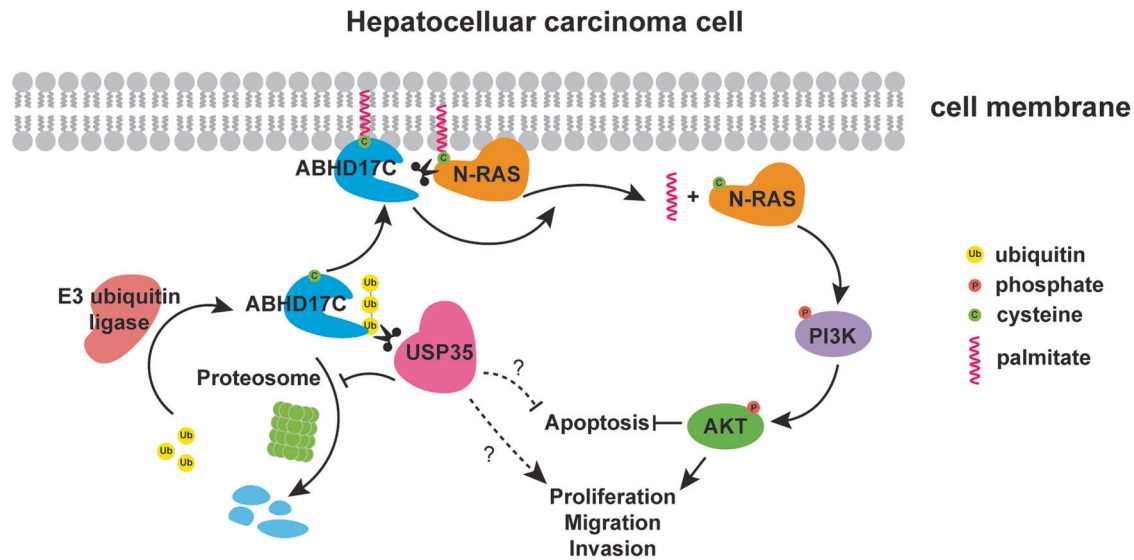 Hepatocelluar carcinoma cell
cell membrane
C
ABHD17C
C
N-RAS
+
C
N-RAS
E3 ubiquitin
ligase
C
ABHD17C
Ub
Ub
Ub
USP35
Proteosome
Ub
Ub
Ub
?
?
Apoptosis
P
PI3K
P
AKT
Proliferation
Migration
Invasion
Ub ubiquitin
P phosphate
C cysteine
palmitate